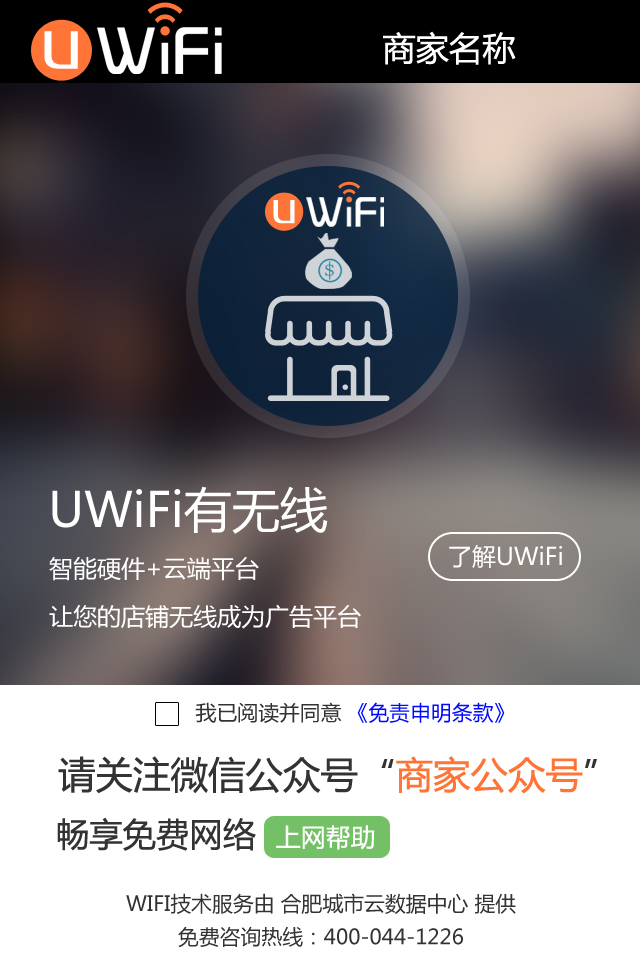 UWiFi
商家名称
UWiFi
$
UWiFi有无线
智能硬件+云端平台
了解UWiFi
让您的店铺无线成为广告平台
我已阅读并同意《免责申明条款》
请关注微信公众号“商家公众号”
畅享免费网络 上网帮助
WIFI技术服务由 合肥城市云数据中心 提供
免费咨询热线：400-044-1226